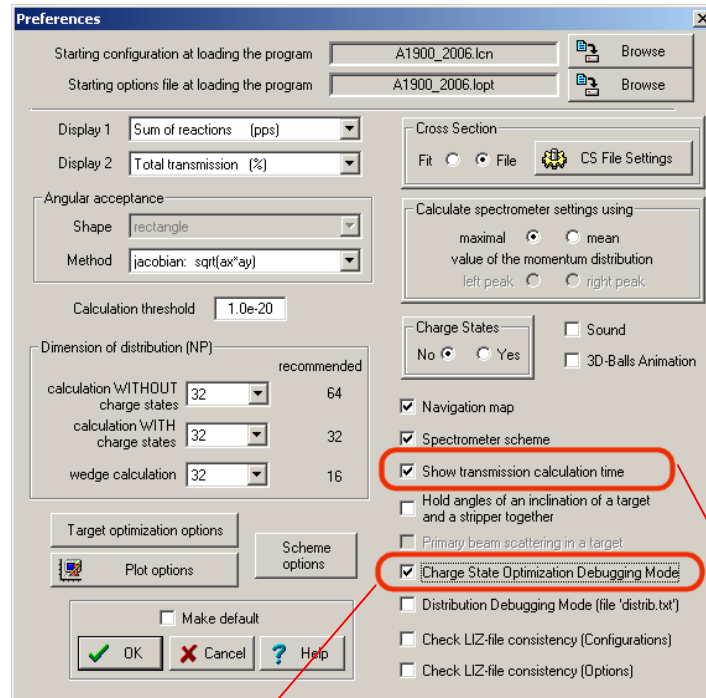 Preferences
Starting configuration at loading the program A1900_2006.lcn Browse
Starting options file at loading the program A1900_2006.lopt Browse
Display 1 Sum of reactions (pps)
Display 2 Total transmission (%)
Angular acceptance
Shape rectangle
Method jacobian: sqrt(ax*ay)
Calculation threshold 1.0e-20
Dimension of distribution (NP)
recommended
calculation WITHOUT
charge states 32 64
calculation WITH
charge states 32 32
wedge calculation 32 16
Target optimization options
Plot options
Scheme
options
Make default
OK Cancel ? Help
Cross Section
Fit File CS File Settings
Calculate spectrometer settings using
maximal mean
value of the momentum distribution
left peak right peak
Charge States
No Yes
Sound
3D-Balls Animation
Navigation map
Spectrometer scheme
Show transmission calculation time
Hold angles of an inclination of a target
and a stripper together
Primary beam scattering in a target
Charge State Optimization Debugging Mode
Distribution Debugging Mode (file 'distrib.txt')
Check LIZ-file consistency (Configurations)
Check LIZ-file consistency (Options)